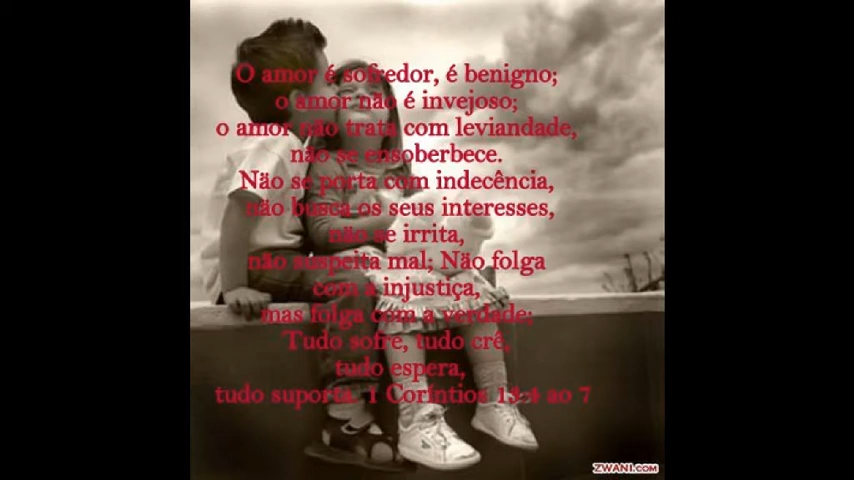 O amor é sofredor, é benigno;
o amor não é invejoso;
o amor não trata com leviandade,
não se ensoberbece.
Não se porta com indecência,
não busca os seus interesses,
não se irrita,
não suspeita mal; Não folga
com a injustiça,
mas folga com a verdade;
Tudo sofre, tudo crê,
tudo espera,
tudo suporta. 1 Coríntios 13:4 ao 7
ZWANI.COM